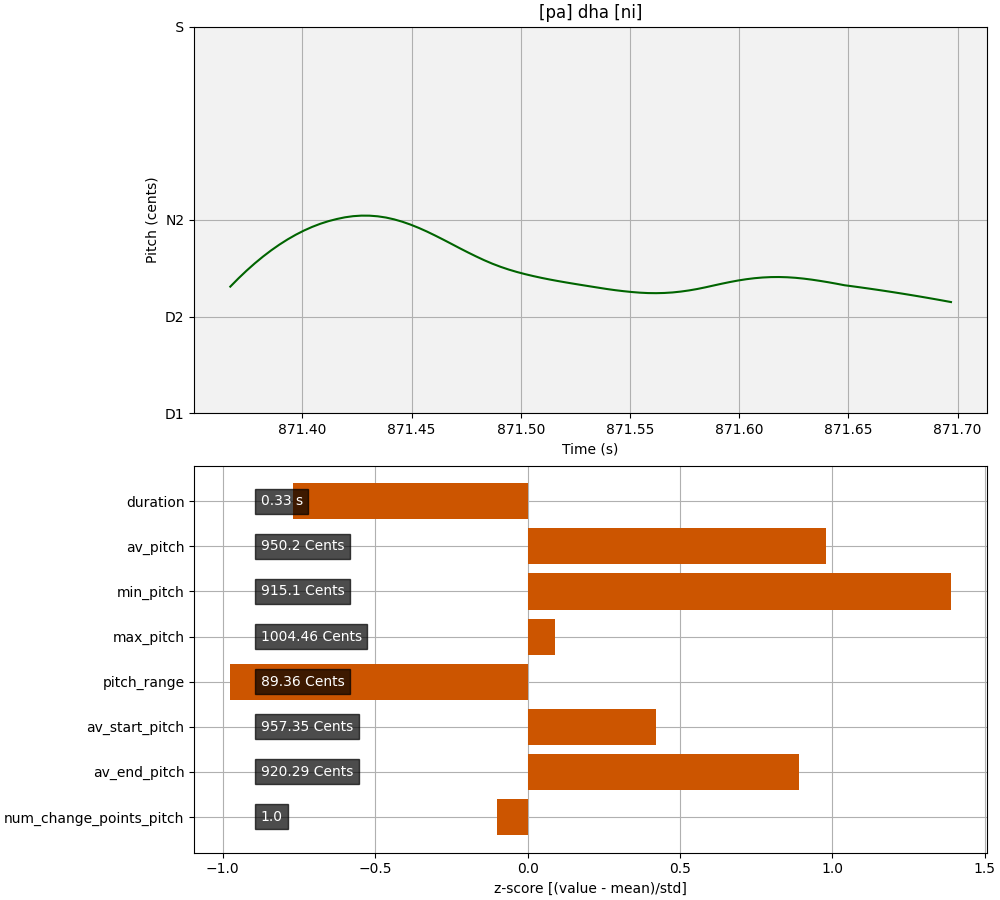 [pa] dha [ni]
S
N2
D2
D1
Pitch (cents)
871.40 871.45 871.50 871.55 871.60 871.65 871.70
Time (s)
duration 0.33 s
av_pitch 950.2 Cents
min_pitch 915.1 Cents
max_pitch 1004.46 Cents
pitch_range 89.36 Cents
av_start_pitch 957.35 Cents
av_end_pitch 920.29 Cents
num_change_points_pitch 1.0
−1.0 −0.5 0.0 0.5 1.0 1.5
z-score [(value - mean)/std]